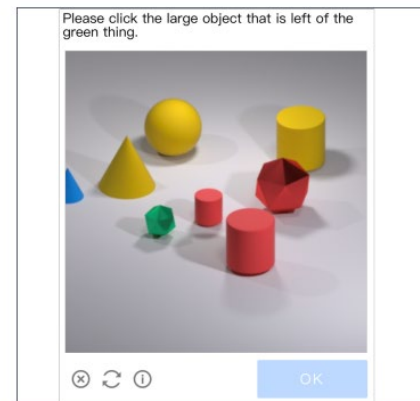 Please click the large object that is left of the
green thing.
OK